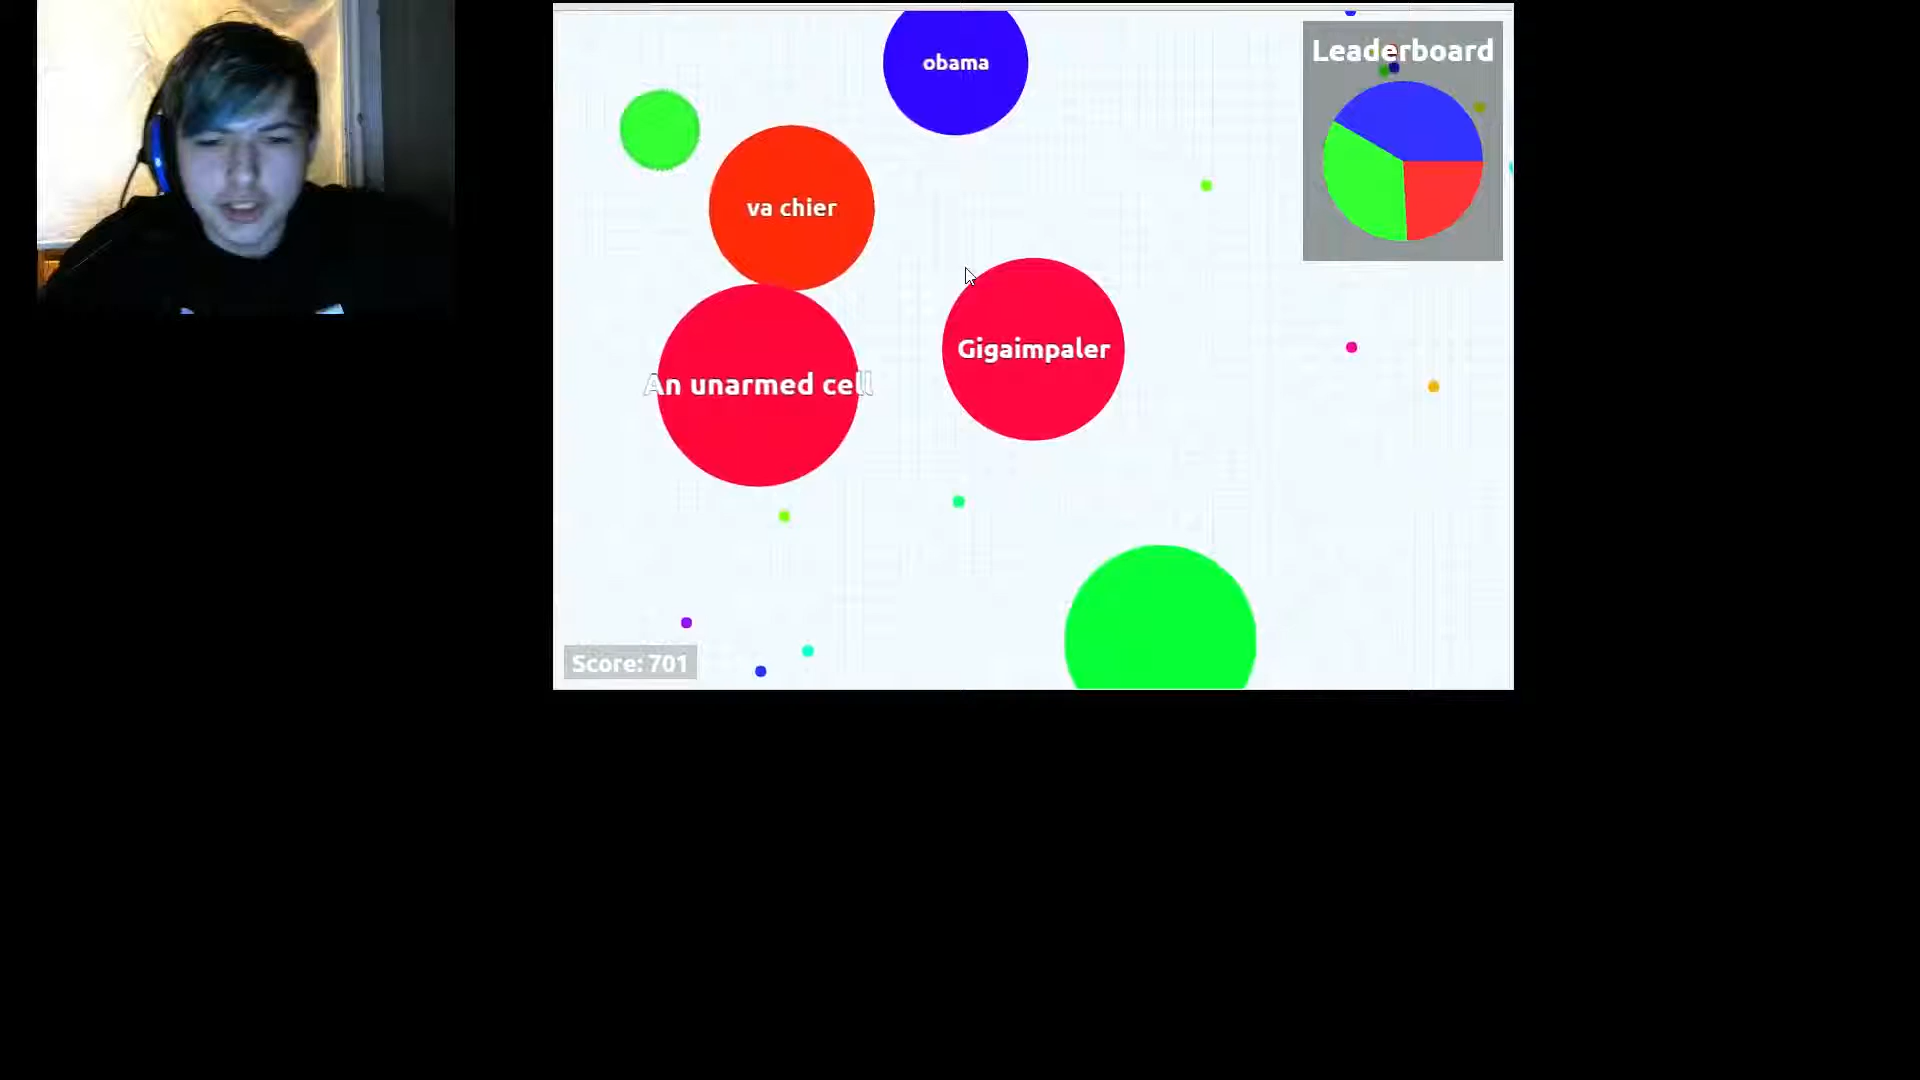 obama
Leaderboard
va chier
Gigaimpaler
An unarmed cell
Score: 701